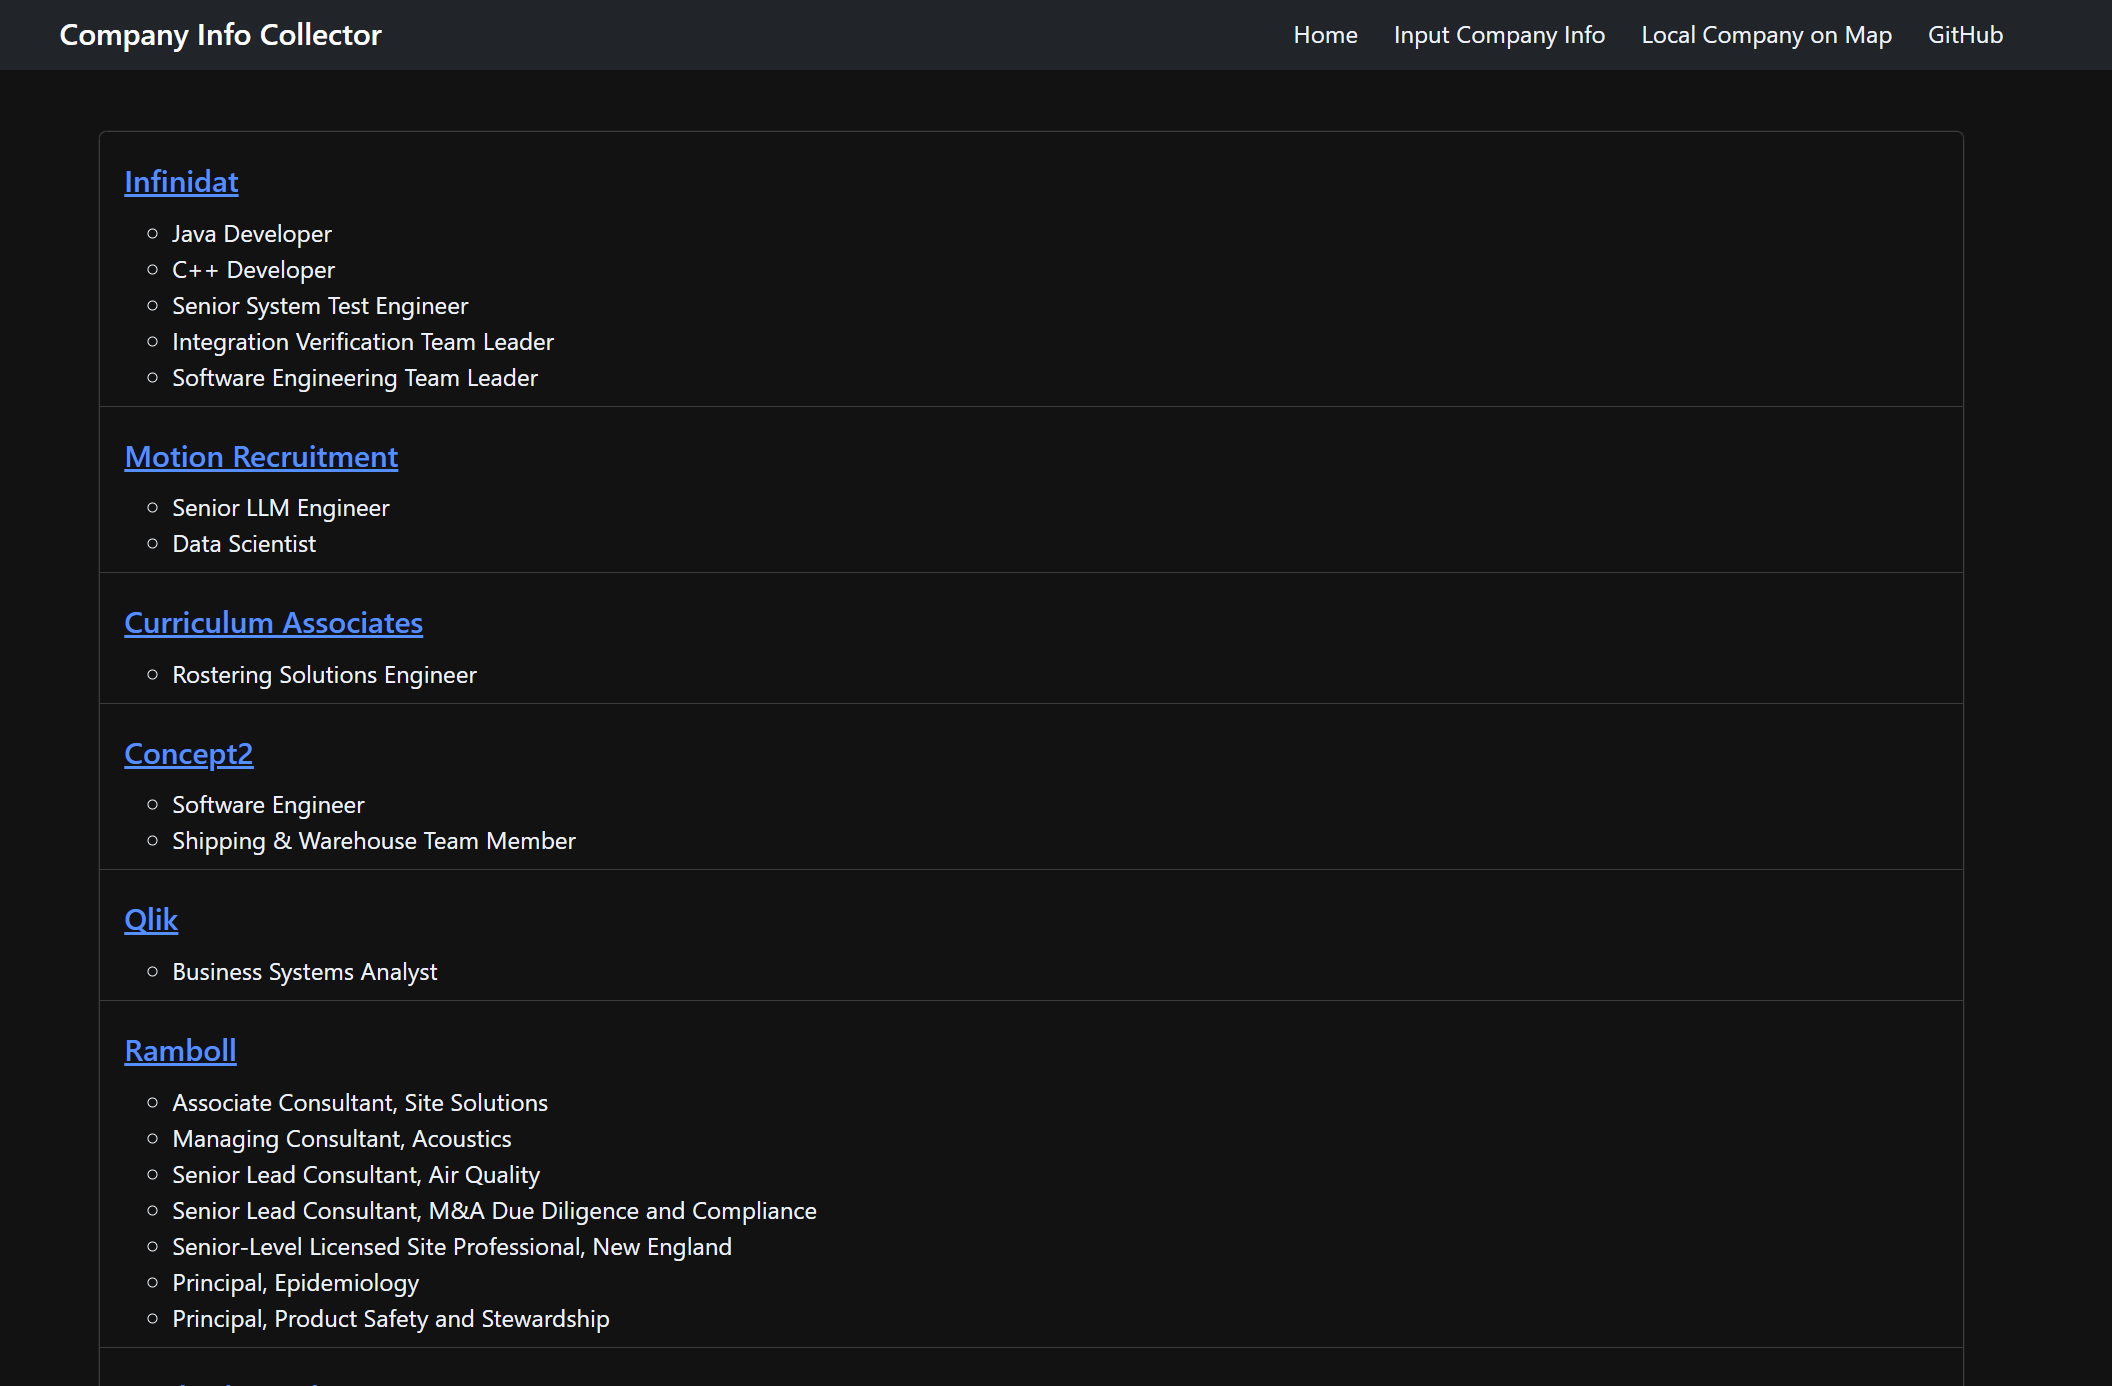 Company Info Collector
Home
Input Company Info
Local Company on Map
GitHub
Infinidat
Java Developer
C++ Developer
Senior System Test Engineer
Integration Verification Team Leader
Software Engineering Team Leader
Motion Recruitment
Senior LLM Engineer
Data Scientist
Curriculum Associates
Rostering Solutions Engineer
Concept2
Software Engineer
Shipping & Warehouse Team Member
Qlik
Business Systems Analyst
Ramboll
Associate Consultant, Site Solutions
Managing Consultant, Acoustics
Senior Lead Consultant, Air Quality
Senior Lead Consultant, M&A Due Diligence and Compliance
Senior-Level Licensed Site Professional, New England
Principal, Epidemiology
Principal, Product Safety and Stewardship